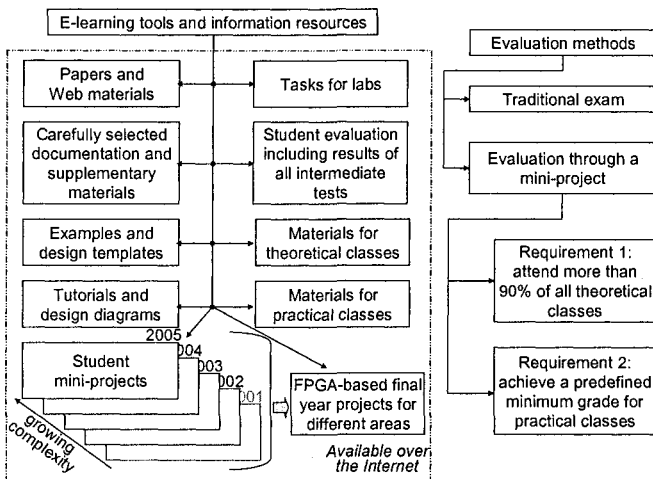 E-learning tools and information resources
Papers and
Web materials
Tasks for labs
Carefully selected
documentation and
supplementary
materials
Student evaluation
including results of
all intermediate
tests
Examples and
design templates
Materials for
theoretical classes
Tutorials and
design diagrams
Materials for
practical classes
2005
004
003
002
001
Student
mini-projects
growing
complexity
FPGA-based final
year projects for
different areas
Available over
the Internet
Evaluation methods
Traditional exam
Evaluation through a
mini-project
Requirement 1:
attend more than
90% of all theoretical
classes
Requirement 2:
achieve a predefined
minimum grade for
practical classes